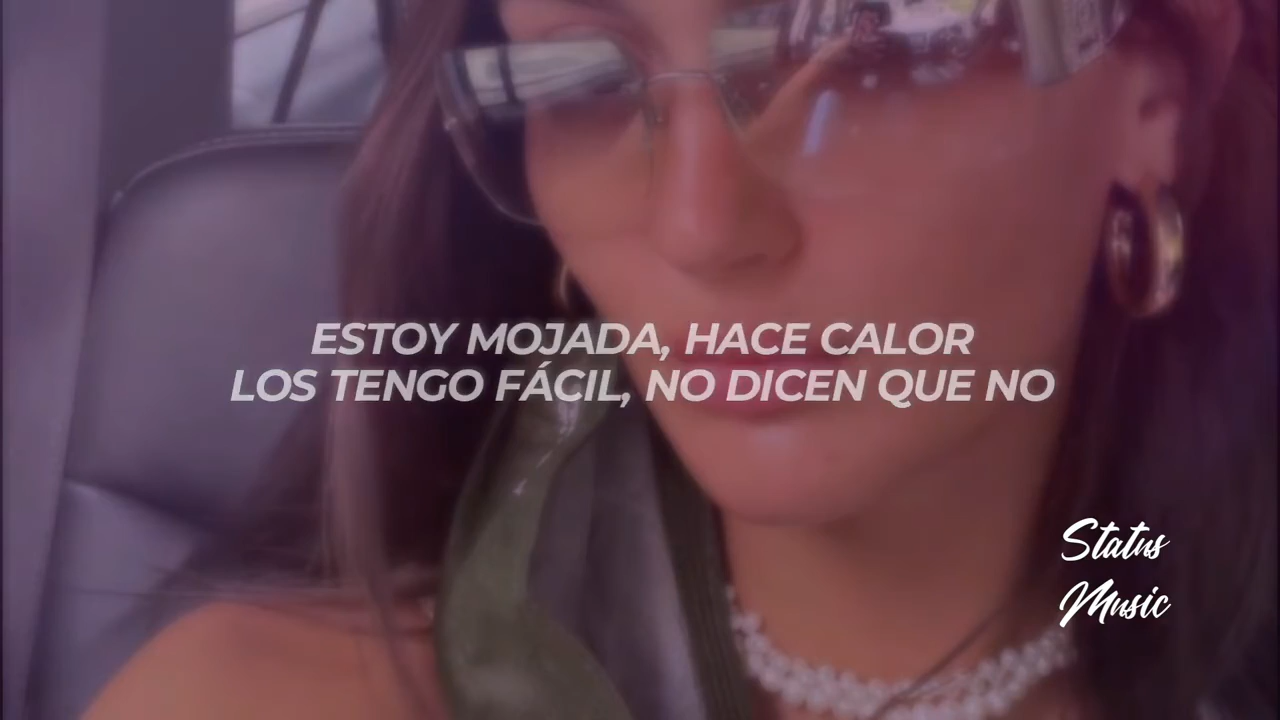 ESTOY MOJADA, HACE CALOR
LOS TENGO FÁCIL, NO DICEN QUE NO
Status
Music